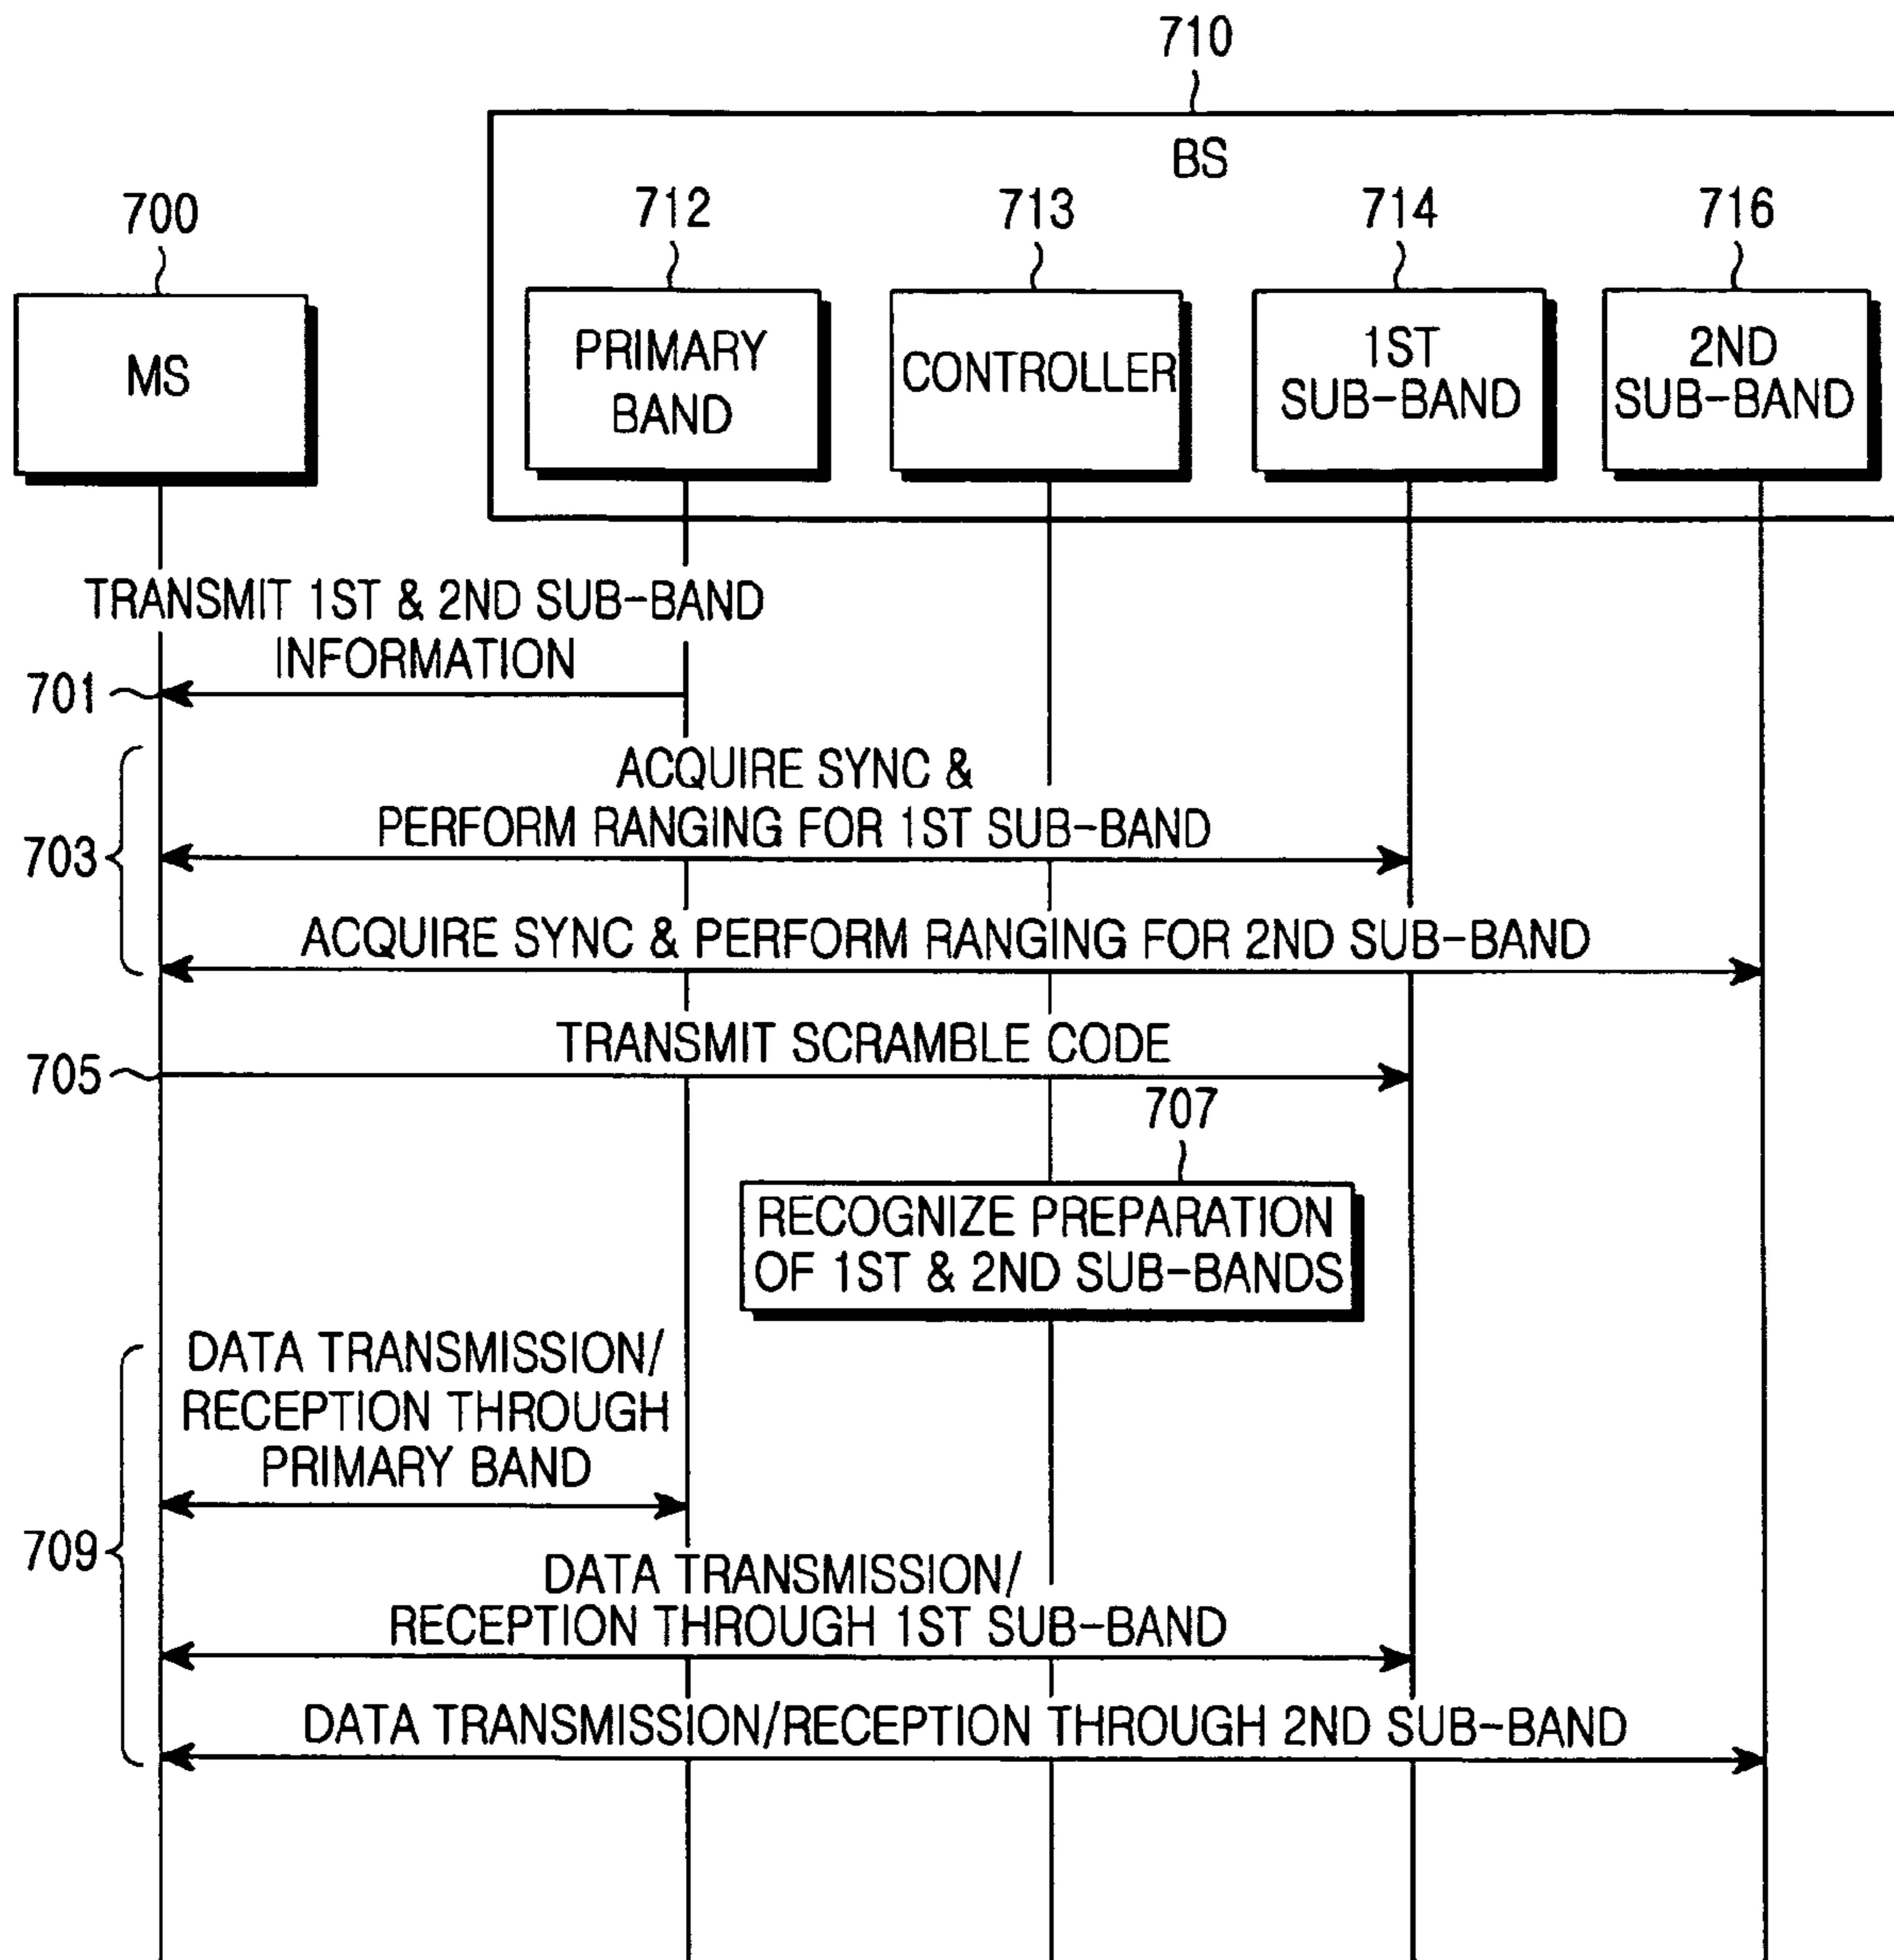 710
BS
700
712
713
714
716
MS
PRIMARY
BAND
CONTROLLER
1ST
SUB-BAND
2ND
SUB-BAND
TRANSMIT 1ST & 2ND SUB-BAND
INFORMATION
701
ACQUIRE SYNC &
PERFORM RANGING FOR 1ST SUB-BAND
703
ACQUIRE SYNC & PERFORM RANGING FOR 2ND SUB-BAND
TRANSMIT SCRAMBLE CODE
705
707
RECOGNIZE PREPARATION
OF 1ST & 2ND SUB-BANDS
DATA TRANSMISSION/
RECEPTION THROUGH
PRIMARY BAND
709
DATA TRANSMISSION/
RECEPTION THROUGH 1ST SUB-BAND
DATA TRANSMISSION/RECEPTION THROUGH 2ND SUB-BAND